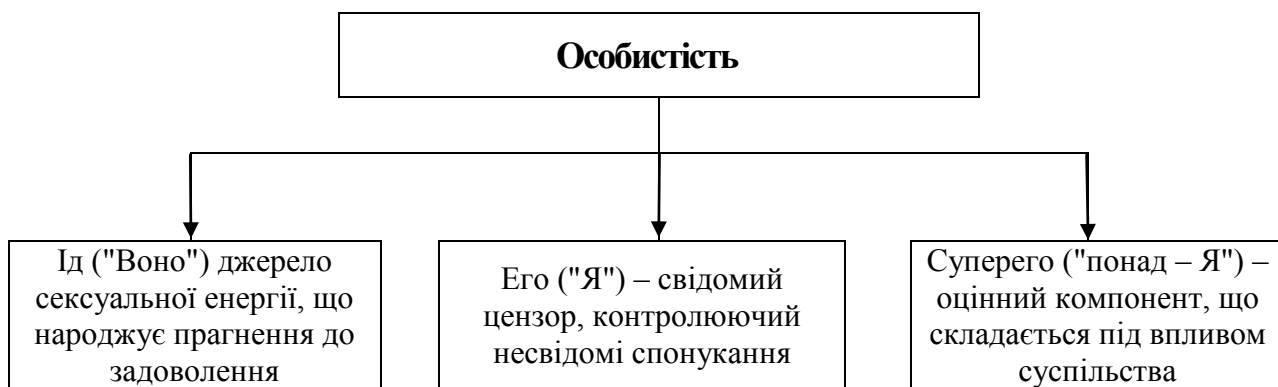 Особистість
Ід ("Воно") джерело
сексуальної енергії, що
народжує прагнення до
задоволення
Его ("Я") – свідомий
цензор, контролюючий
несвідомі спонукання
Суперего ("понад – Я") –
оцінний компонент, що
складається під впливом
суспільства